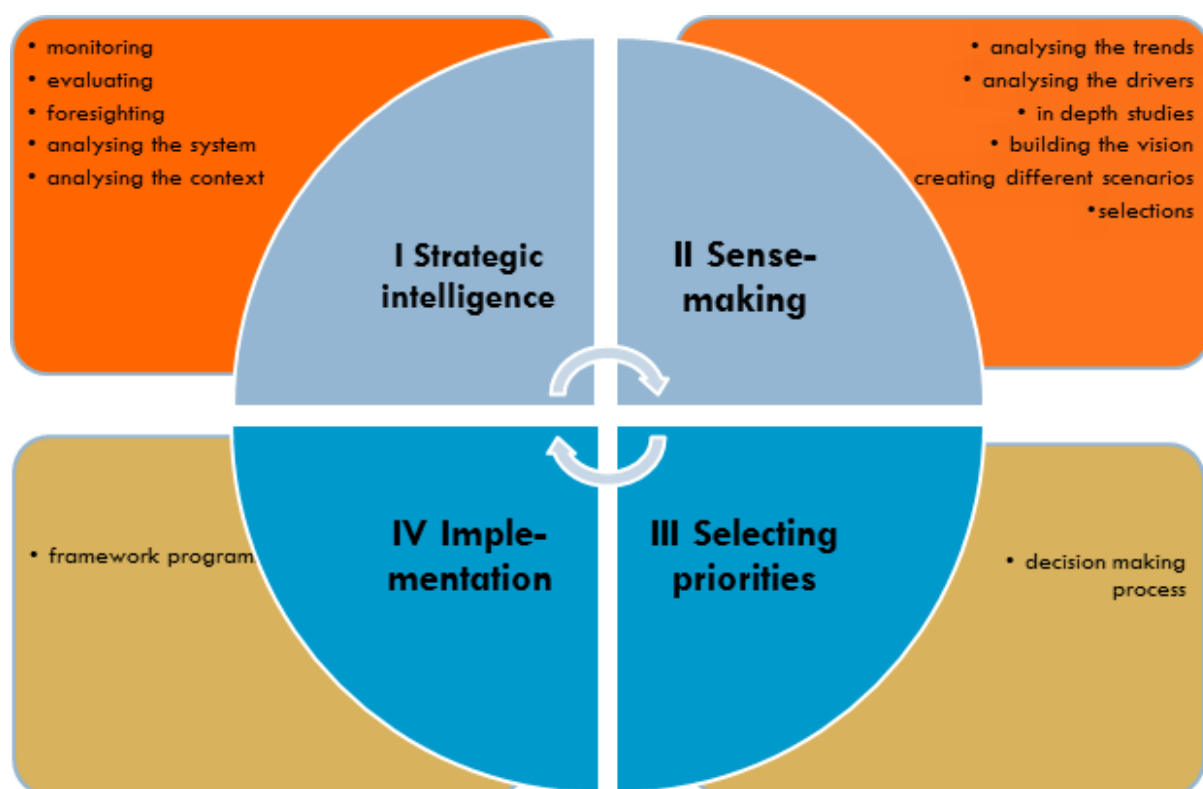 • monitoring
• evaluating
• foresighting
• analysing the system
• analysing the context
• analysing the trends
• analysing the drivers
• in depth studies
• building the vision
creating different scenarios
•selections
I Strategic
intelligence
II Sense-
making
IV Imple-
mentation
III Selecting
priorities
• framework program
• decision making
process